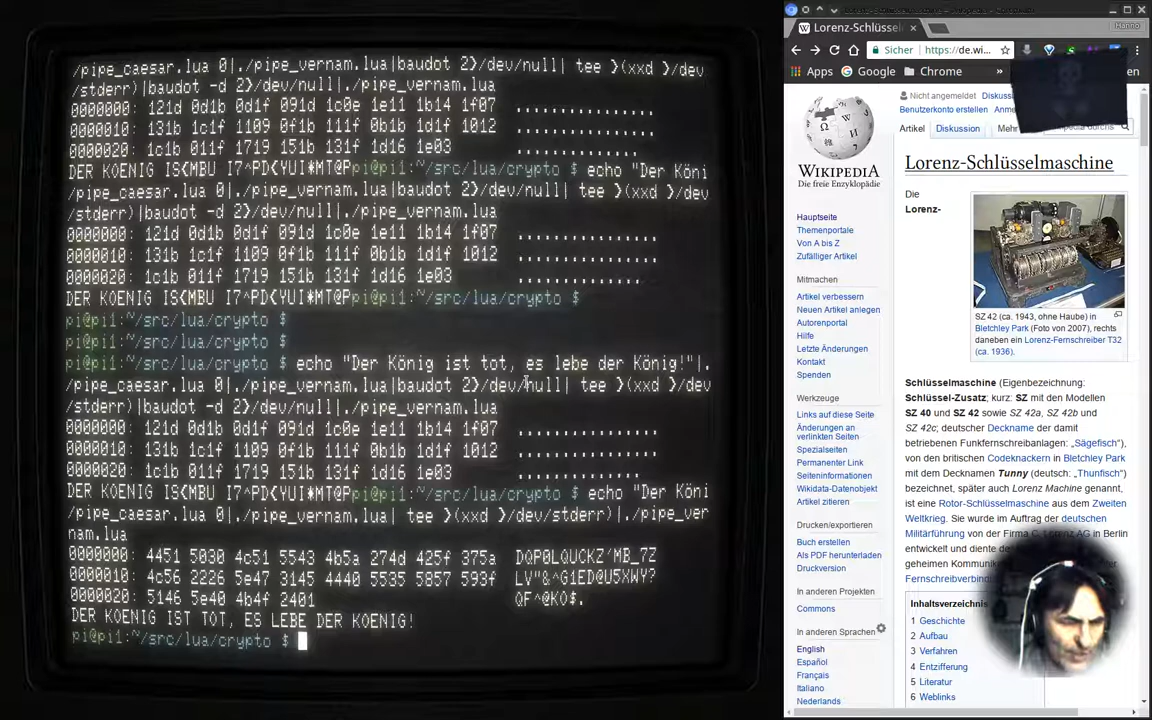 /pipe_caesar.lua 0|./pipe_vernam.lua|baudot 2>/dev/null| tee >(xxd >/dev
/stderr)|baudot -d 2>/dev/null|./pipe_vernam.lua
0000000: 121d 0d1b 0d1f 091d 1c0e 1e11 1b14 1f07  ................
0000010: 131b 1c1f 1109 0f1b 111f 0b1b 1d1f 1012  ................
0000020: 1c1b 011f 1719 151b 131f 1d16 1e03       ..............
DER KOENIG IS<MBU I7^PD<YUI*MT@Ppi@pi1:~/src/lua/crypto $ echo "Der Köni
/pipe_caesar.lua 0|./pipe_vernam.lua|baudot 2>/dev/null| tee >(xxd >/dev
/stderr)|baudot -d 2>/dev/null|./pipe_vernam.lua
0000000: 121d 0d1b 0d1f 091d 1c0e 1e11 1b14 1f07  ................
0000010: 131b 1c1f 1109 0f1b 111f 0b1b 1d1f 1012  ................
0000020: 1c1b 011f 1719 151b 131f 1d16 1e03       ..............
DER KOENIG IS<MBU I7^PD<YUI*MT@Ppi@pi1:~/src/lua/crypto $
pi@pi1:~/src/lua/crypto $
pi@pi1:~/src/lua/crypto $
pi@pi1:~/src/lua/crypto $ echo "Der König ist tot, es lebe der König!"|.
/pipe_caesar.lua 0|./pipe_vernam.lua|baudot 2>/dev/null| tee >(xxd >/dev
/stderr)|baudot -d 2>/dev/null|./pipe_vernam.lua
0000000: 121d 0d1b 0d1f 091d 1c0e 1e11 1b14 1f07  ................
0000010: 131b 1c1f 1109 0f1b 111f 0b1b 1d1f 1012  ................
0000020: 1c1b 011f 1719 151b 131f 1d16 1e03       ..............
DER KOENIG IS<MBU I7^PD<YUI*MT@Ppi@pi1:~/src/lua/crypto $ echo "Der Köni
/pipe_caesar.lua 0|./pipe_vernam.lua| tee >(xxd >/dev/stderr)|./pipe_ver
nam.lua
0000000: 4451 5030 4c51 5543 4b5a 274d 425f 375a  DQP0LQUCKZ'MB_7Z
0000010: 4c56 2226 5e47 3145 4440 5535 5857 593f  LV"&^G1ED@U5XWY?
0000020: 5146 5e40 4b4f 2401                      QF^@KO$.
DER KOENIG IST TOT, ES LEBE DER KOENIG!
pi@pi1:~/src/lua/crypto $
Lorenz-Schlüssel
Hanno
Sicher
https://de.wi...
Apps
Google
Chrome
»
Nicht angemeldet
Benutzerkonto erstellen
Artikel
Diskussion
Mehr
WIKIPEDIA
Die freie Enzyklopädie
Hauptseite
Themenportale
Von A bis Z
Zufälliger Artikel
Mitmachen
Artikel verbessern
Neuen Artikel anlegen
Autorenportal
Hilfe
Letzte Änderungen
Kontakt
Spenden
Werkzeuge
Links auf diese Seite
Änderungen an
verlinkten Seiten
Spezialseiten
Permanenter Link
Seiteninformationen
Wikidata-Datenobjekt
Artikel zitieren
Drucken/exportieren
Buch erstellen
Als PDF herunterladen
Druckversion
In anderen Projekten
Commons
In anderen Sprachen
English
Español
Français
Italiano
Nederlands
Lorenz-Schlüsselmaschine
Die
Lorenz-
SZ 42 (ca. 1943, ohne Haube) in
Bletchley Park (Foto von 2007), rechts
daneben ein Lorenz-Fernschreiber T32
(ca. 1936).
Schlüsselmaschine (Eigenbezeichnung:
Schlüssel-Zusatz; kurz: SZ mit den Modellen
SZ 40 und SZ 42 sowie SZ 42a, SZ 42b und
SZ 42c; deutscher Deckname der damit
betriebenen Funkfernschreibanlagen: „Sägefisch"),
von den britischen Codeknackern in Bletchley Park
mit dem Decknamen Tunny (deutsch: „Thunfisch")
bezeichnet, später auch Lorenz Machine genannt,
ist eine Rotor-Schlüsselmaschine aus dem Zweiten
Weltkrieg. Sie wurde im Auftrag der deutschen
Militärführung von der Firma C. Lorenz AG in Berlin
entwickelt und diente
geheimen
Inhaltsverzeichnis
1 Geschichte
2 Aufbau
3 Verfahren
4 Entzifferung
5 Literatur
6 Weblinks